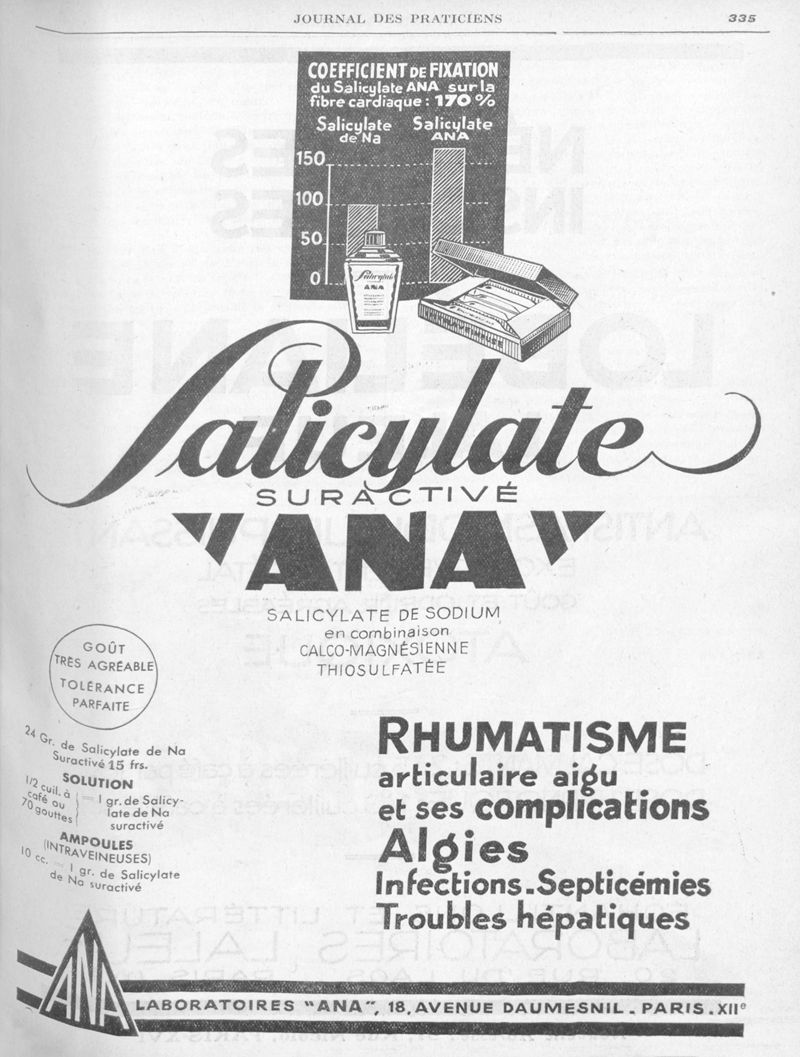 JOURNAL DES PRATICIENS 335
COEFFICIENT DE FIXATION
du Salicylate ANA sur la
fibre cardiaque : 170 %
Salicylate de Na
Salicylate ANA
150
100
50
0
Salicylate
ANA
Salicylate
SURACTIVÉ
"ANA"
SALICYLATE DE SODIUM
en combinaison
CALCO-MAGNÉSIENNE
THIOSULFATÉE
GOÛT
TRÈS AGRÉABLE
TOLÉRANCE
PARFAITE
24 Gr. de Salicylate de Na
Suractivé 15 frs.
SOLUTION
1/2 cuil. à
café ou
70 gouttes
= 1 gr. de Salicy-
late de Na
suractivé
AMPOULES
(INTRAVEINEUSES)
10 cc. = 1 gr. de Salicylate
de Na suractivé
RHUMATISME
articulaire aigu
et ses complications
Algies
Infections-Septicémies
Troubles hépatiques
ANA
LABORATOIRES "ANA", 18, AVENUE DAUMESNIL - PARIS.XIIe